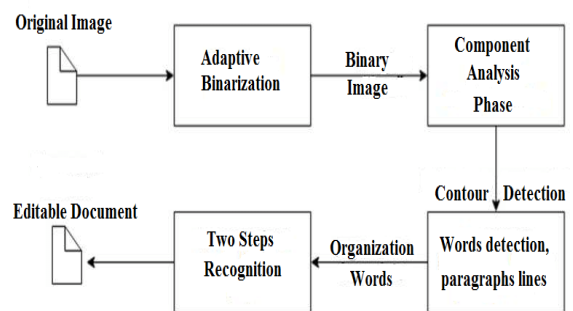 Original Image
Adaptive
Binarization
Binary
Image
Component
Analysis
Phase
Contour Detection
Words detection,
paragraphs lines
Organization
Words
Two Steps
Recognition
Editable Document